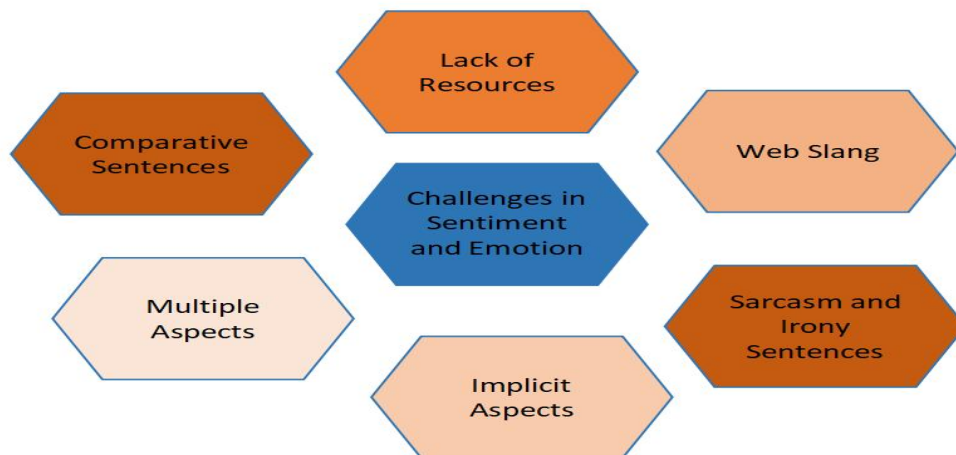 Lack of
Resources
Comparative
Sentences
Web Slang
Challenges in
Sentiment
and Emotion
Multiple
Aspects
Sarcasm and
Irony
Sentences
Implicit
Aspects